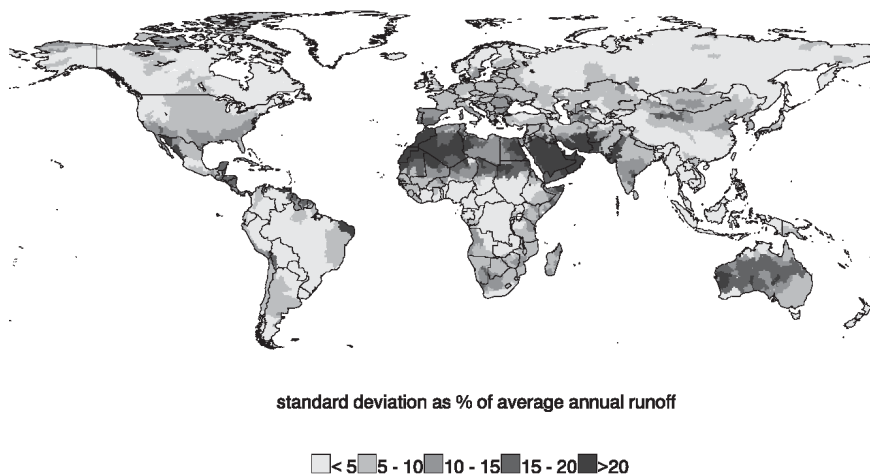 standard deviation as % of average annual runoff
< 5 5 - 10 10 - 15 15 - 20 >20